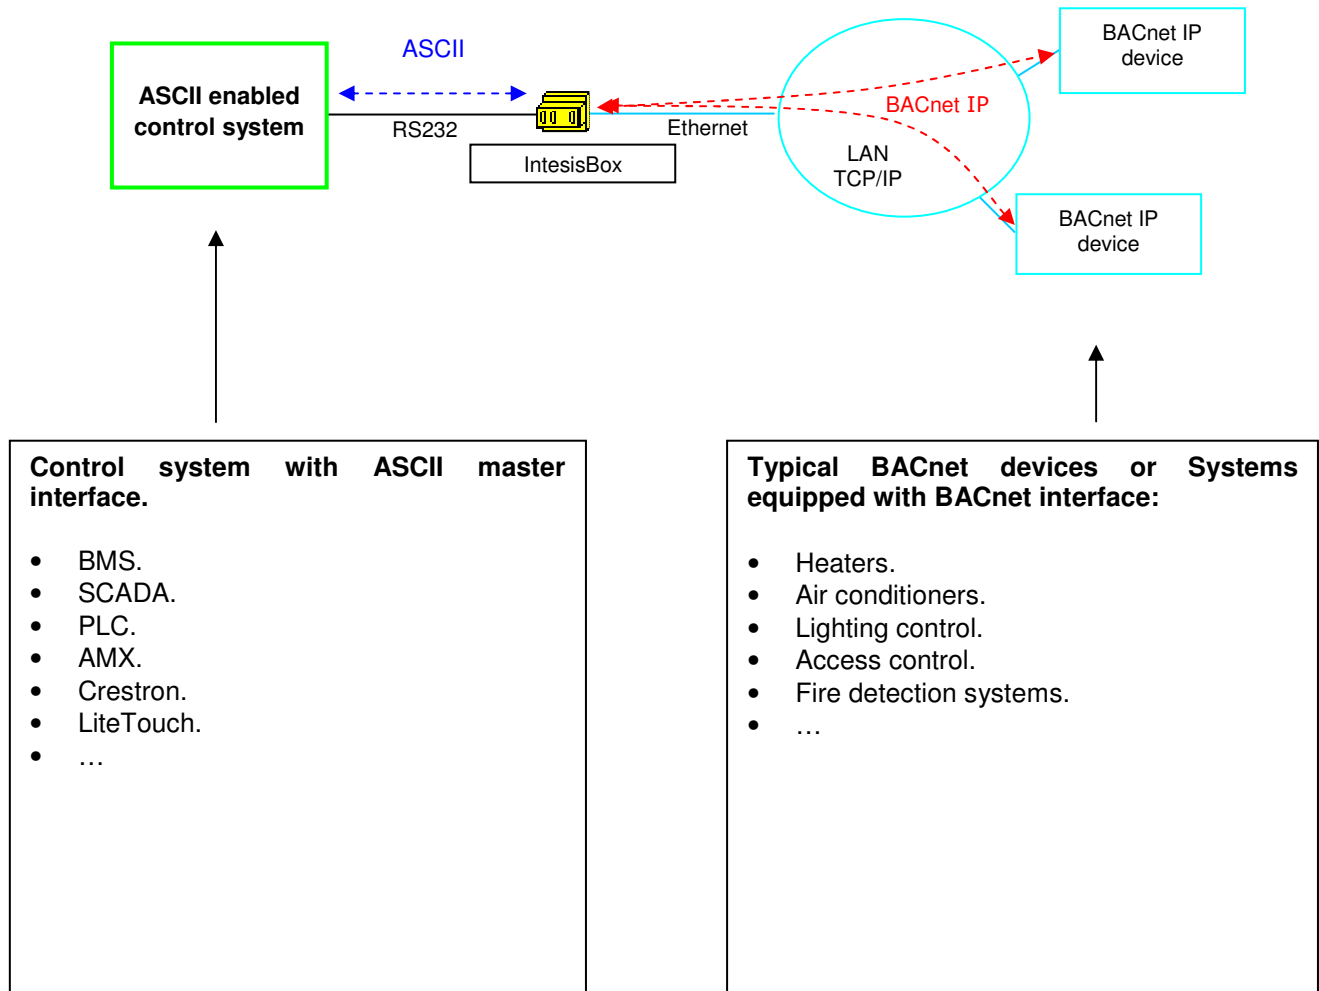 ASCII
ASCII enabled
control system
RS232
IntesisBox
Ethernet
BACnet IP
LAN
TCP/IP
BACnet IP
device
BACnet IP
device
Control system with ASCII master
interface.
• BMS.
• SCADA.
• PLC.
• AMX.
• Crestron.
• LiteTouch.
• …
Typical BACnet devices or Systems
equipped with BACnet interface:
• Heaters.
• Air conditioners.
• Lighting control.
• Access control.
• Fire detection systems.
• …